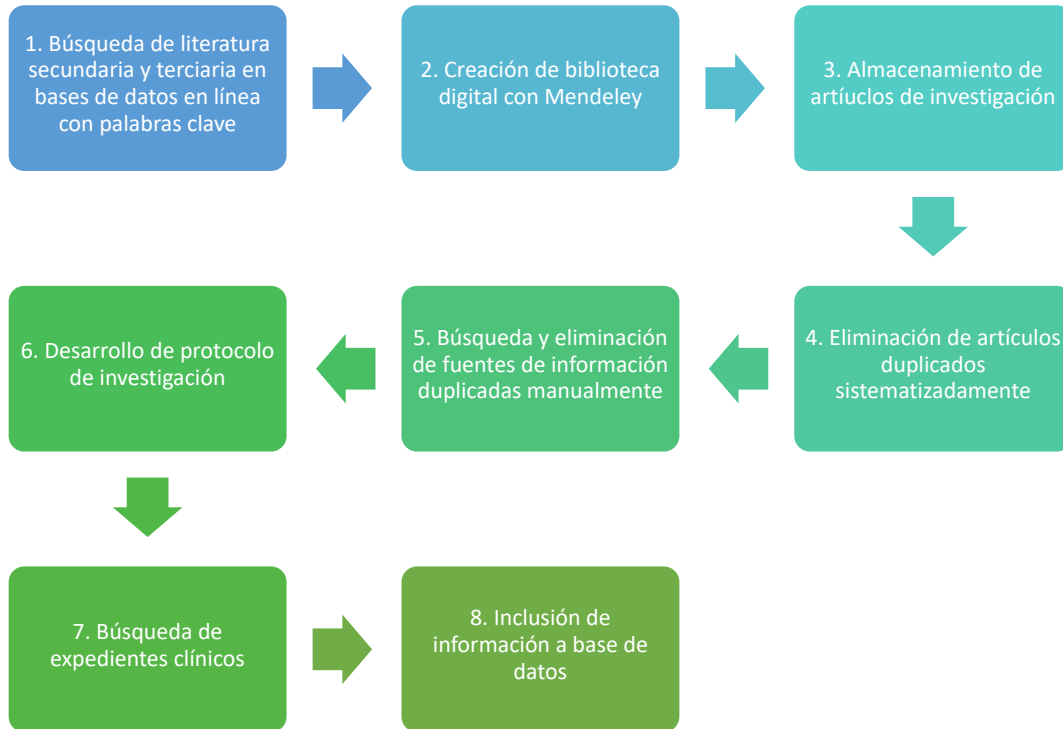 1. Búsqueda de literatura
secundaria y terciaria en
bases de datos en línea
con palabras clave
2. Creación de biblioteca
digital con Mendeley
3. Almacenamiento de
artíuclos de investigación
4. Eliminación de artículos
duplicados
sistematizadamente
5. Búsqueda y eliminación
de fuentes de información
duplicadas manualmente
6. Desarrollo de protocolo
de investigación
7. Búsqueda de
expedientes clínicos
8. Inclusión de
información a base de
datos